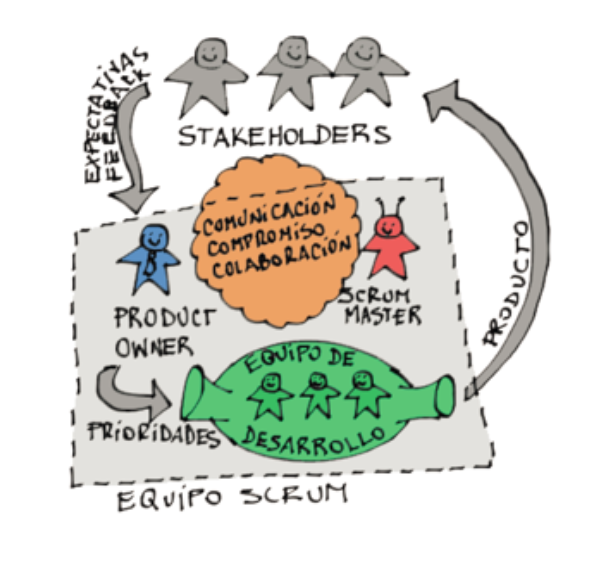 EXPECTATIVAS
FEEDBACK
STAKEHOLDERS
COMUNICACIÓN
COMPROMISO
COLABORACIÓN
PRODUCT
OWNER
SCRUM
MASTER
PRODUCTO
EQUIPO DE
DESARROLLO
PRIORIDADES
EQUIPO SCRUM